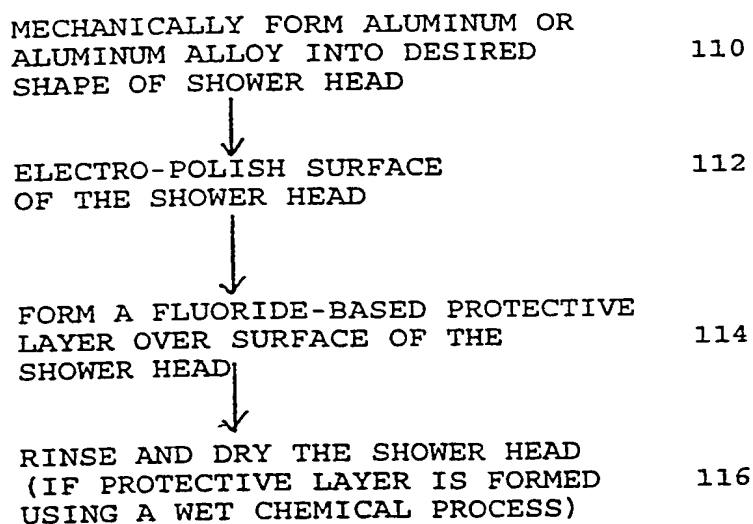 MECHANICALLY FORM ALUMINUM OR
ALUMINUM ALLOY INTO DESIRED 110
SHAPE OF SHOWER HEAD
ELECTRO-POLISH SURFACE 112
OF THE SHOWER HEAD
FORM A FLUORIDE-BASED PROTECTIVE
LAYER OVER SURFACE OF THE 114
SHOWER HEAD
RINSE AND DRY THE SHOWER HEAD
(IF PROTECTIVE LAYER IS FORMED 116
USING A WET CHEMICAL PROCESS)